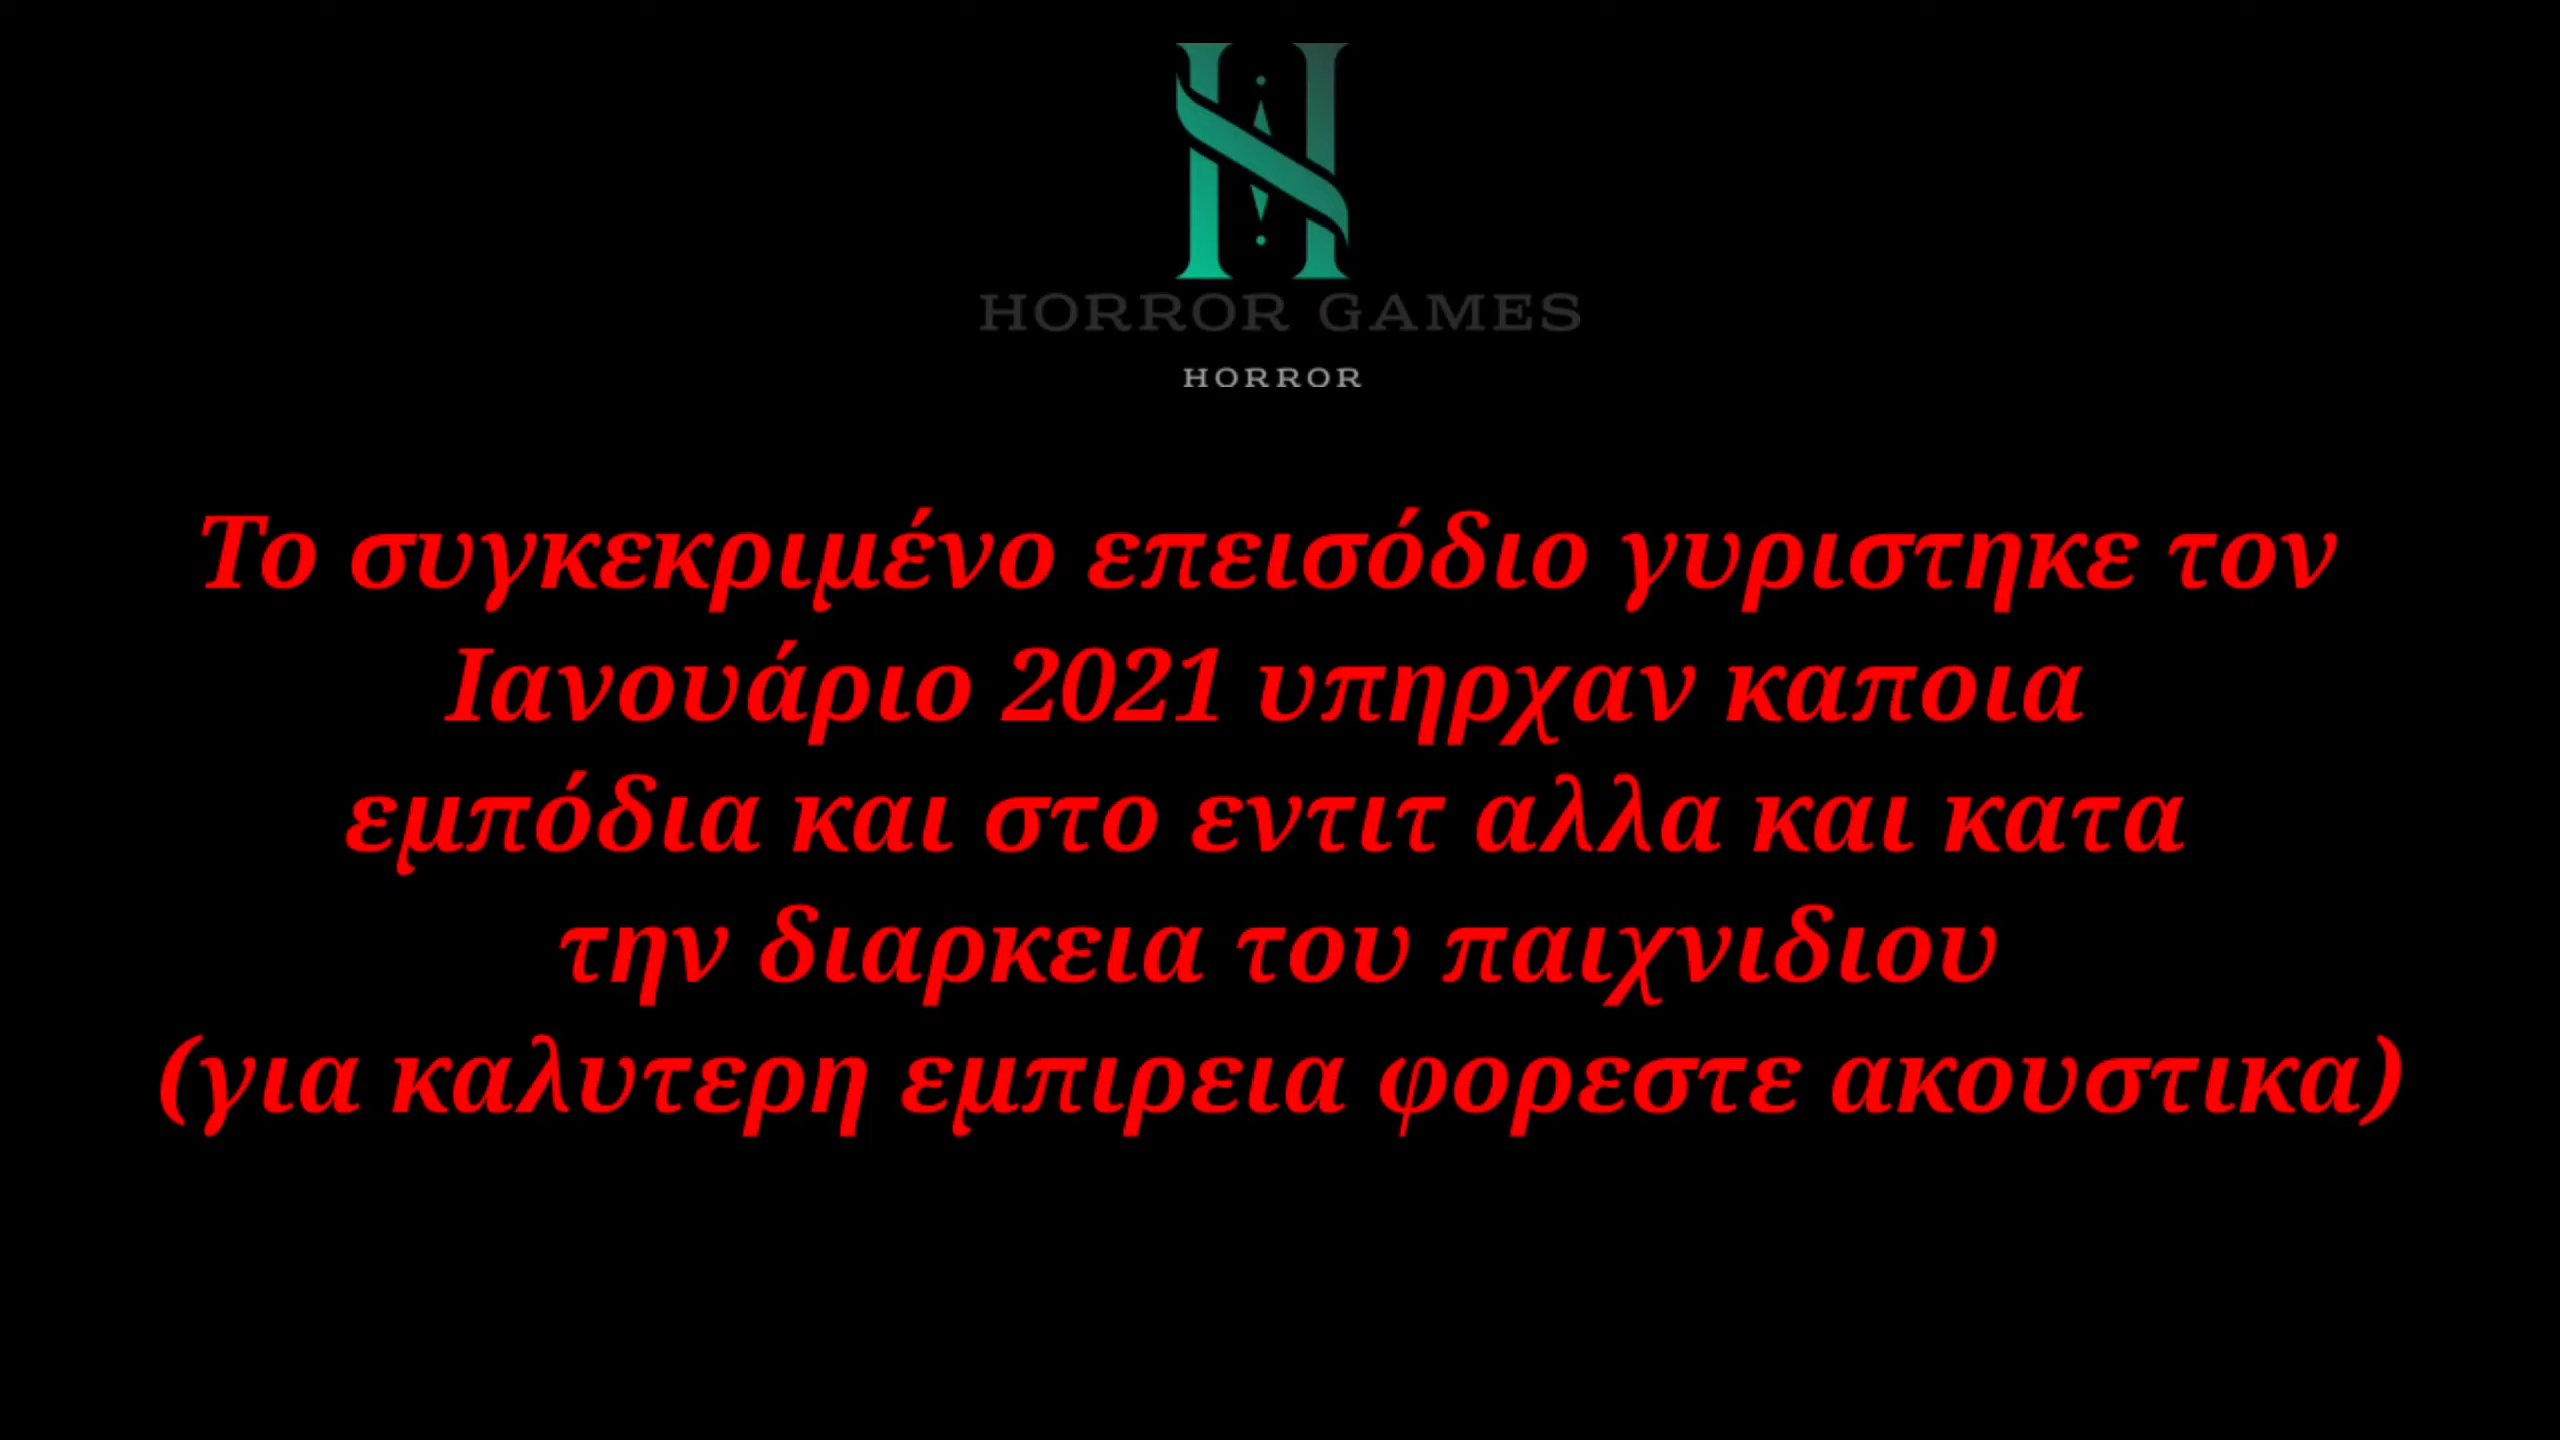 HORROR GAMES
HORROR
Το συγκεκριμένο επεισόδιο γυριστηκε τον
Ιανουάριο 2021 υπηρχαν καποια
εμπόδια και στο εντιτ αλλα και κατα
την διαρκεια του παιχνιδιου
(για καλυτερη εμπιρεια φορεστε ακουστικα)